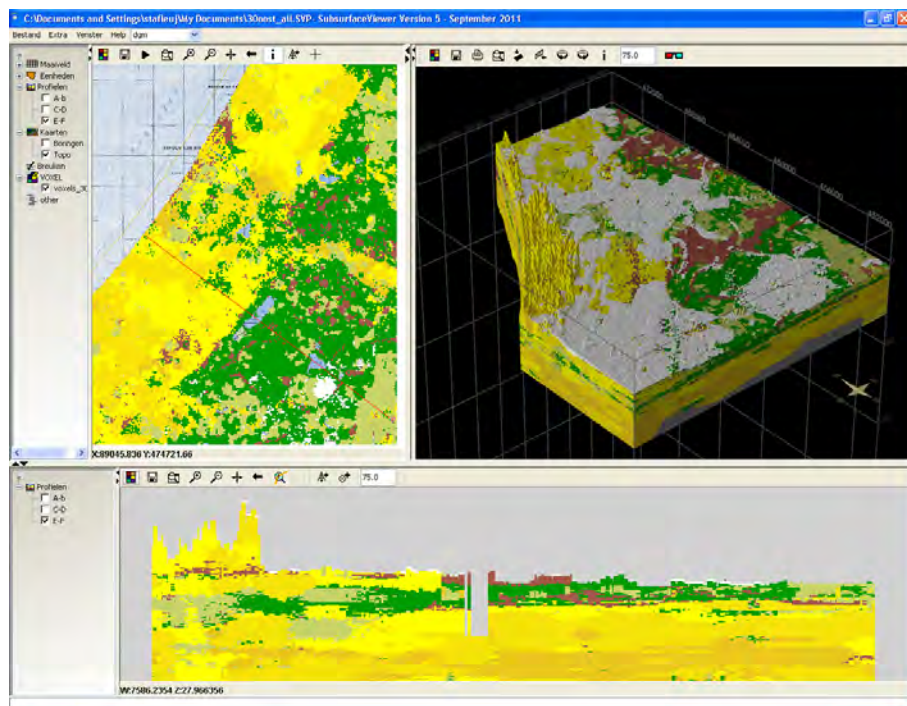 C:\Documents and Settings\stafleuj\My Documents\30oost_all.SVP- SubsurfaceViewer Version 5 - September 2011
Bestand Extra Venster Help dgm
75.0
Maaiveld
Eenheden
Profielen
A-b
C-D
E-F
Kaarten
Boringen
Topo
Breuken
VOXEL
other
X:89045.836 Y:474721.66
75.0
Profielen
A-b
C-D
E-F
W:7586.2354 Z:27.966356